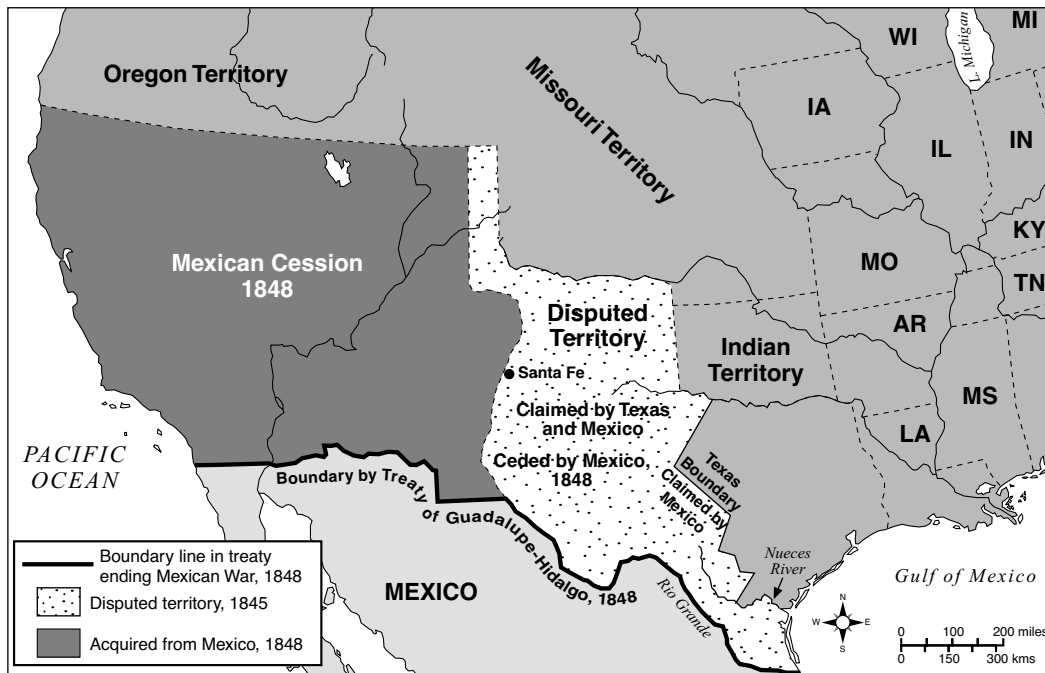 WI
MI
L. Michigan
Oregon Territory
Missouri Territory
IA
IL
IN
KY
Mexican Cession
1848
MO
TN
Disputed
Territory
AR
Indian
Territory
Santa Fe
MS
Claimed by Texas
and Mexico
LA
PACIFIC
OCEAN
Ceded by Mexico,
1848
Texas
Boundary
Claimed by
Mexico
Boundary by Treaty
of Guadalupe-Hidalgo, 1848
Nueces
River
Boundary line in treaty
ending Mexican War, 1848
Disputed territory, 1845
Acquired from Mexico, 1848
MEXICO
Rio Grande
Gulf of Mexico
N
W
E
S
0 100 200 miles
0 150 300 kms